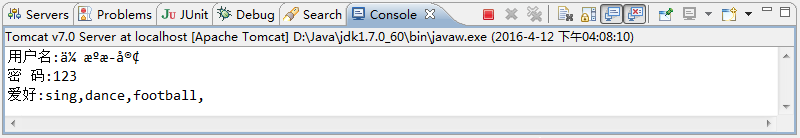 Servers Problems JUnit Debug Search Console
Tomcat v7.0 Server at localhost [Apache Tomcat] D:\Java\jdk1.7.0_60\bin\javaw.exe (2016-4-12 下午04:08:10)
用户名:ä¼ æºæ-å®¢
密 码:123
爱好:sing,dance,football,